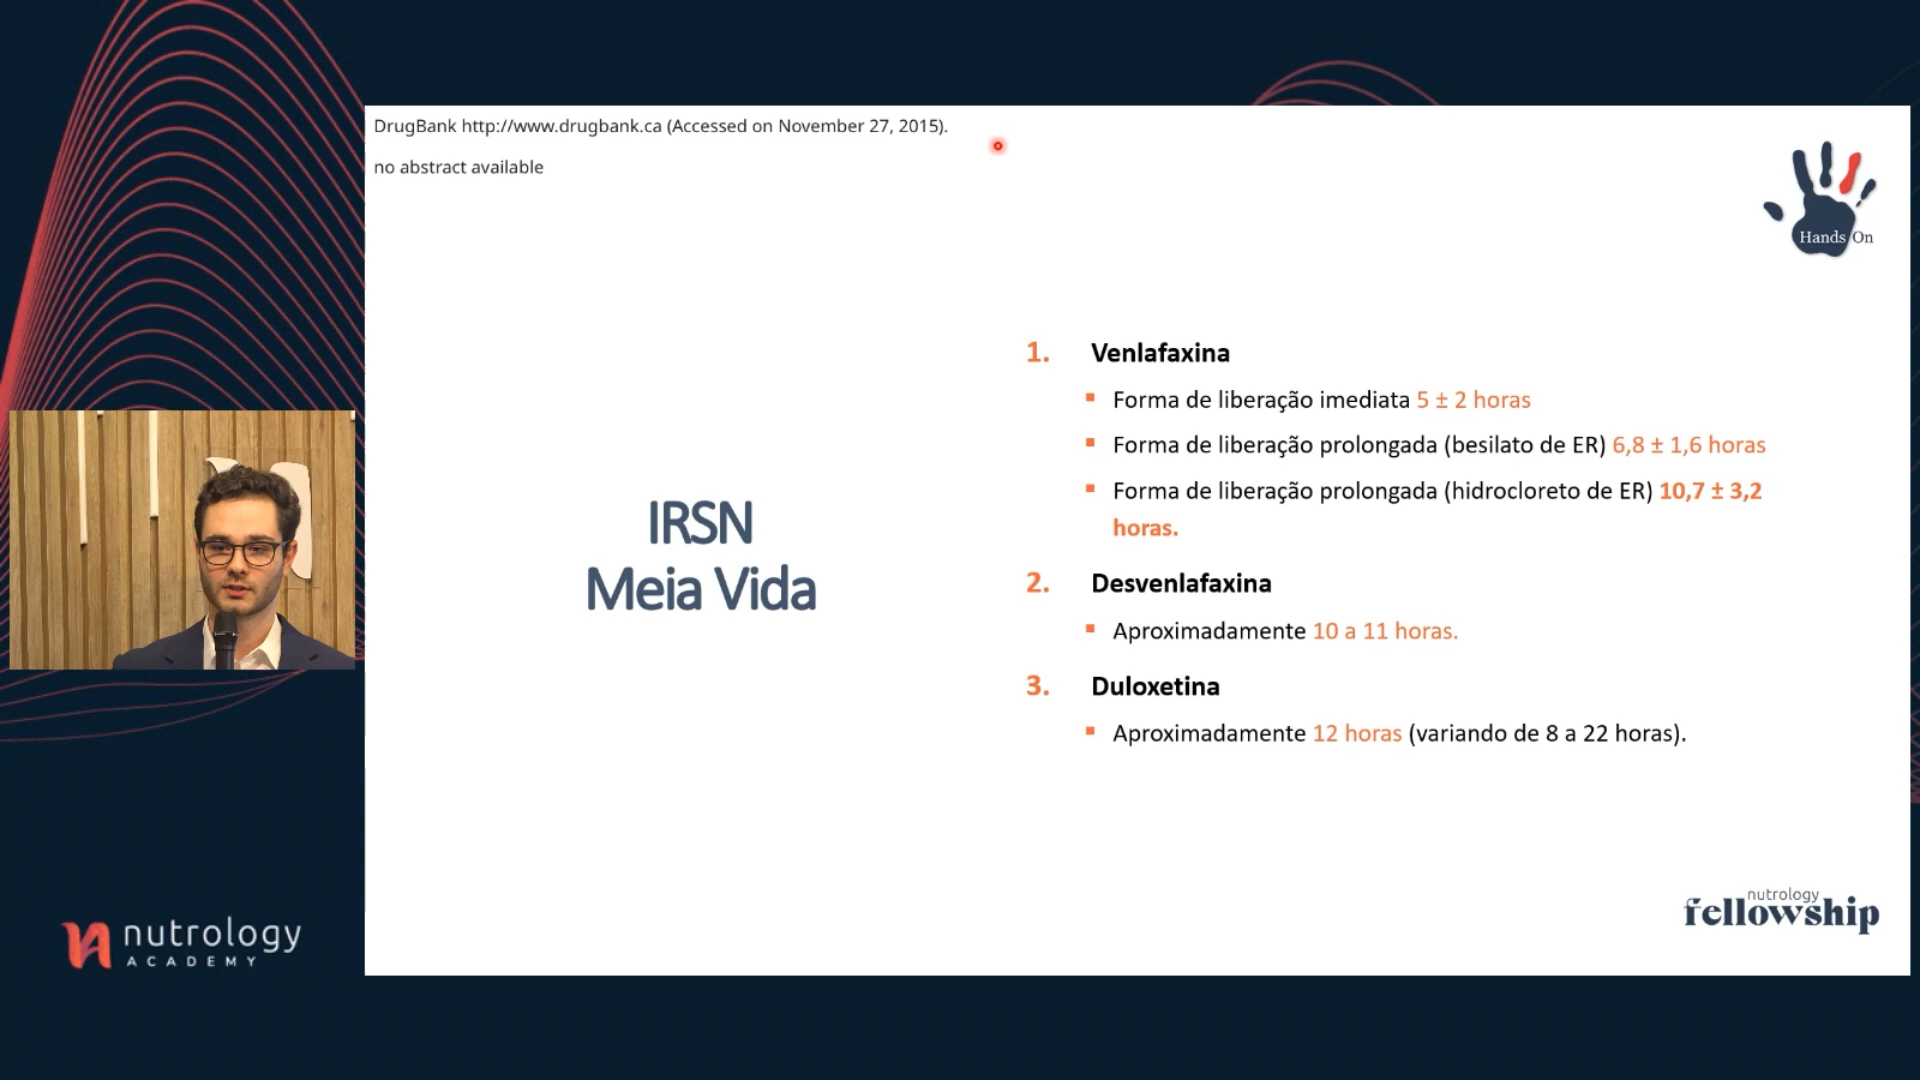 DrugBank http://www.drugbank.ca (Accessed on November 27, 2015).
no abstract available
Hands On
IRSN
Meia Vida
1. Venlafaxina
▪ Forma de liberação imediata 5 ± 2 horas
▪ Forma de liberação prolongada (besilato de ER) 6,8 ± 1,6 horas
▪ Forma de liberação prolongada (hidrocloreto de ER) 10,7 ± 3,2
horas.
2. Desvenlafaxina
▪ Aproximadamente 10 a 11 horas.
3. Duloxetina
▪ Aproximadamente 12 horas (variando de 8 a 22 horas).
nutrology
fellowship
nutrology
ACADEMY